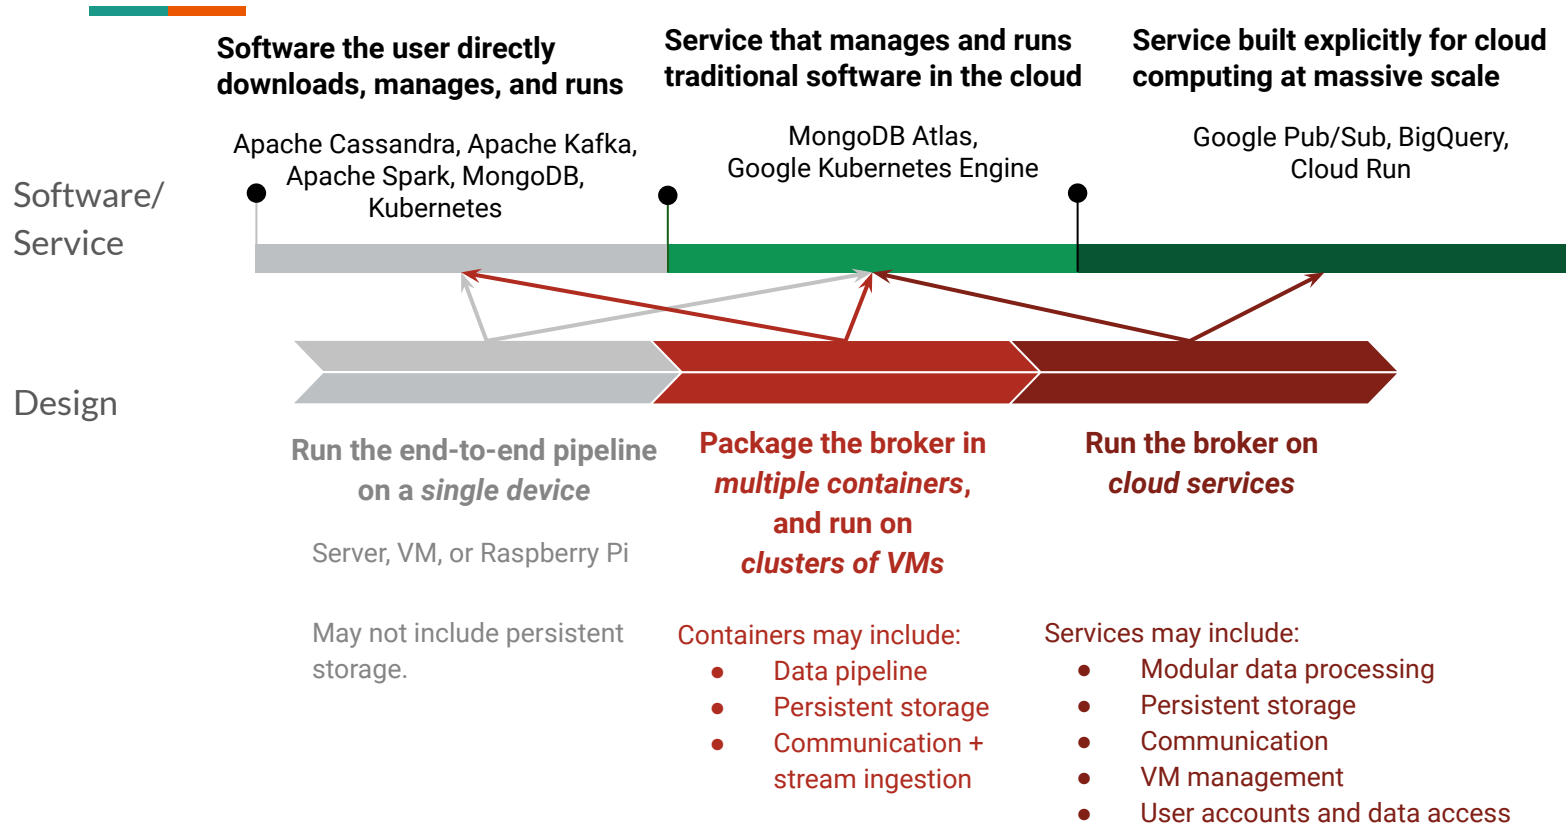 Software the user directly
downloads, manages, and runs
Service that manages and runs
traditional software in the cloud
Service built explicitly for cloud
computing at massive scale
Apache Cassandra, Apache Kafka,
Apache Spark, MongoDB,
Kubernetes
MongoDB Atlas,
Google Kubernetes Engine
Google Pub/Sub, BigQuery,
Cloud Run
Software/
Service
Design
Run the end-to-end pipeline
on a single device
Server, VM, or Raspberry Pi
May not include persistent
storage.
Package the broker in
multiple containers,
and run on
clusters of VMs
Containers may include:
● Data pipeline
● Persistent storage
● Communication +
stream ingestion
Run the broker on
cloud services
Services may include:
● Modular data processing
● Persistent storage
● Communication
● VM management
● User accounts and data access